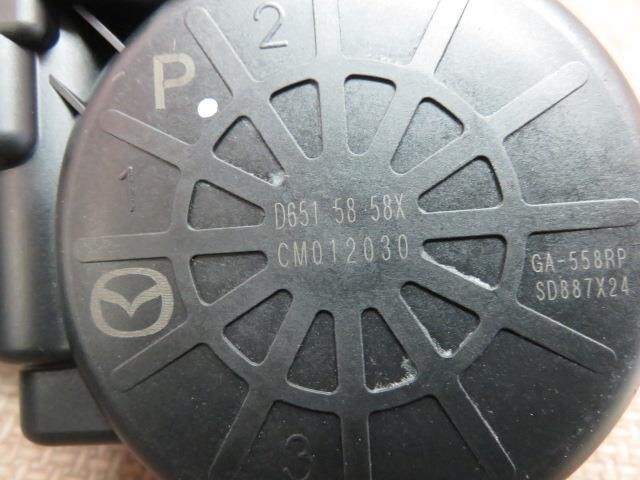 2
P
1
D651 58 58X
CM012030
GA-558RP
SD887X24
3